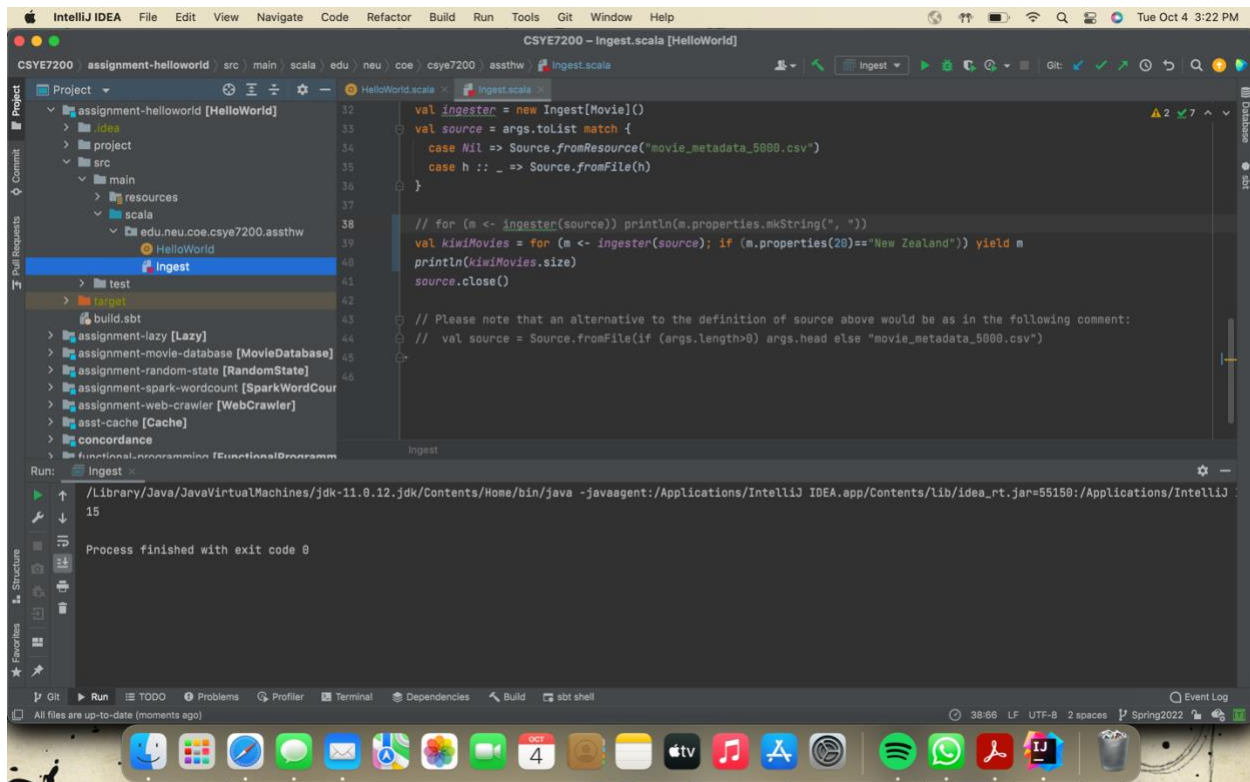 IntelliJ IDEA File Edit View Navigate Code Refactor Build Run Tools Git Window Help Tue Oct 4 3:22 PM
CSYE7200 – Ingest.scala [HelloWorld]
CSYE7200 assignment-helloworld src main scala edu neu coe csye7200 assthw Ingest.scala Ingest Git:
Project HelloWorld.scala Ingest.scala
Project
Commit
Pull Requests
Structure
Favorites
assignment-helloworld [HelloWorld]
.idea
project
src
main
resources
scala
edu.neu.coe.csye7200.assthw
HelloWorld
Ingest
test
target
build.sbt
assignment-lazy [Lazy]
assignment-movie-database [MovieDatabase]
assignment-random-state [RandomState]
assignment-spark-wordcount [SparkWordCour
assignment-web-crawler [WebCrawler]
asst-cache [Cache]
concordance
functional-programming [FunctionalProgramm
32 val ingester = new Ingest[Movie]()
33 val source = args.toList match {
34 case Nil => Source.fromResource("movie_metadata_5000.csv")
35 case h :: _ => Source.fromFile(h)
36 }
37
38 // for (m <- ingester(source)) println(m.properties.mkString(", "))
39 val kiwiMovies = for (m <- ingester(source); if (m.properties(20)=="New Zealand")) yield m
40 println(kiwiMovies.size)
41 source.close()
42
43 // Please note that an alternative to the definition of source above would be as in the following comment:
44 // val source = Source.fromFile(if (args.length>0) args.head else "movie_metadata_5000.csv")
45
46
2 7
Database
sbt
Ingest
Run: Ingest
/Library/Java/JavaVirtualMachines/jdk-11.0.12.jdk/Contents/Home/bin/java -javaagent:/Applications/IntelliJ IDEA.app/Contents/lib/idea_rt.jar=55150:/Applications/IntelliJ
15
Process finished with exit code 0
Git Run TODO Problems Profiler Terminal Dependencies Build sbt shell Event Log
All files are up-to-date (moments ago) 38:66 LF UTF-8 2 spaces Spring2022
OCT
4
tv
IJ